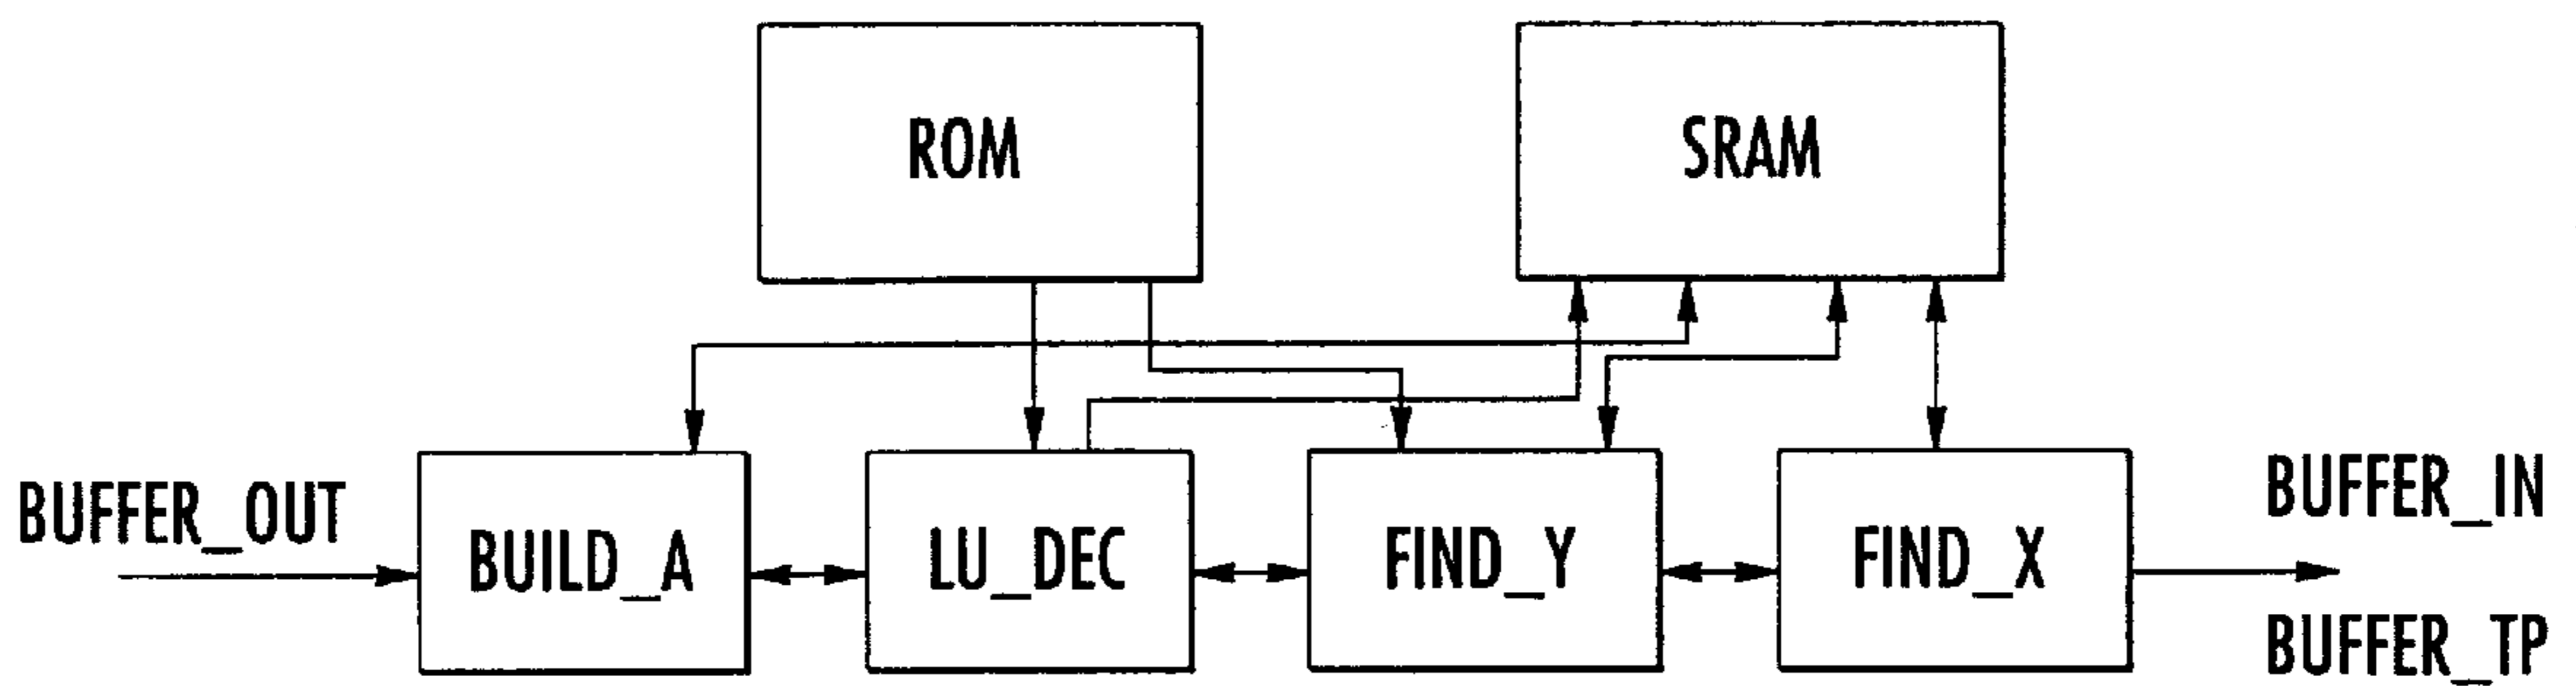 ROM
SRAM
BUFFER_OUT
BUILD_A
LU_DEC
FIND_Y
FIND_X
BUFFER_IN
BUFFER_TP